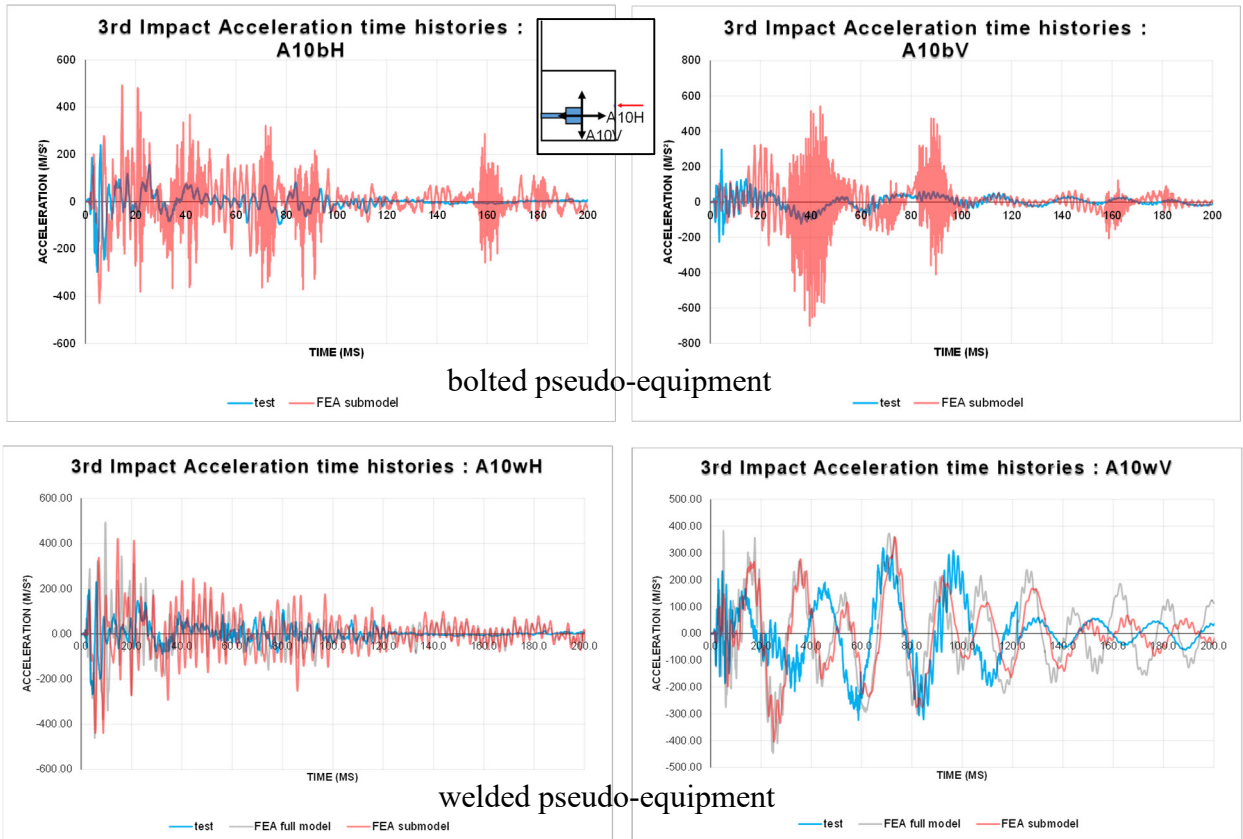 3rd Impact Acceleration time histories :
A10bH
600
400
200
0
-200
-400
-600
0 20 40 60 80 100 120 140 160 180 200
ACCELERATION (M/S²)
TIME (MS)
test FEA submodel
A10H
A10V
3rd Impact Acceleration time histories :
A10bV
800
600
400
200
0
-200
-400
-600
-800
0 20 40 60 80 100 120 140 160 180 200
ACCELERATION (M/S²)
TIME (MS)
test FEA submodel
bolted pseudo-equipment
3rd Impact Acceleration time histories : A10wH
600.00
400.00
200.00
0.00
-200.00
-400.00
-600.00
0.0 20.0 40.0 60.0 80.0 100.0 120.0 140.0 160.0 180.0 200.0
ACCELERATION (M/S²)
TIME (MS)
test FEA full model FEA submodel
3rd Impact Acceleration time histories : A10wV
500.00
400.00
300.00
200.00
100.00
0.00
-100.00
-200.00
-300.00
-400.00
-500.00
0.0 20.0 40.0 60.0 80.0 100.0 120.0 140.0 160.0 180.0 200.0
ACCELERATION (M/S²)
TIME (MS)
test FEA full model FEA submodel
welded pseudo-equipment